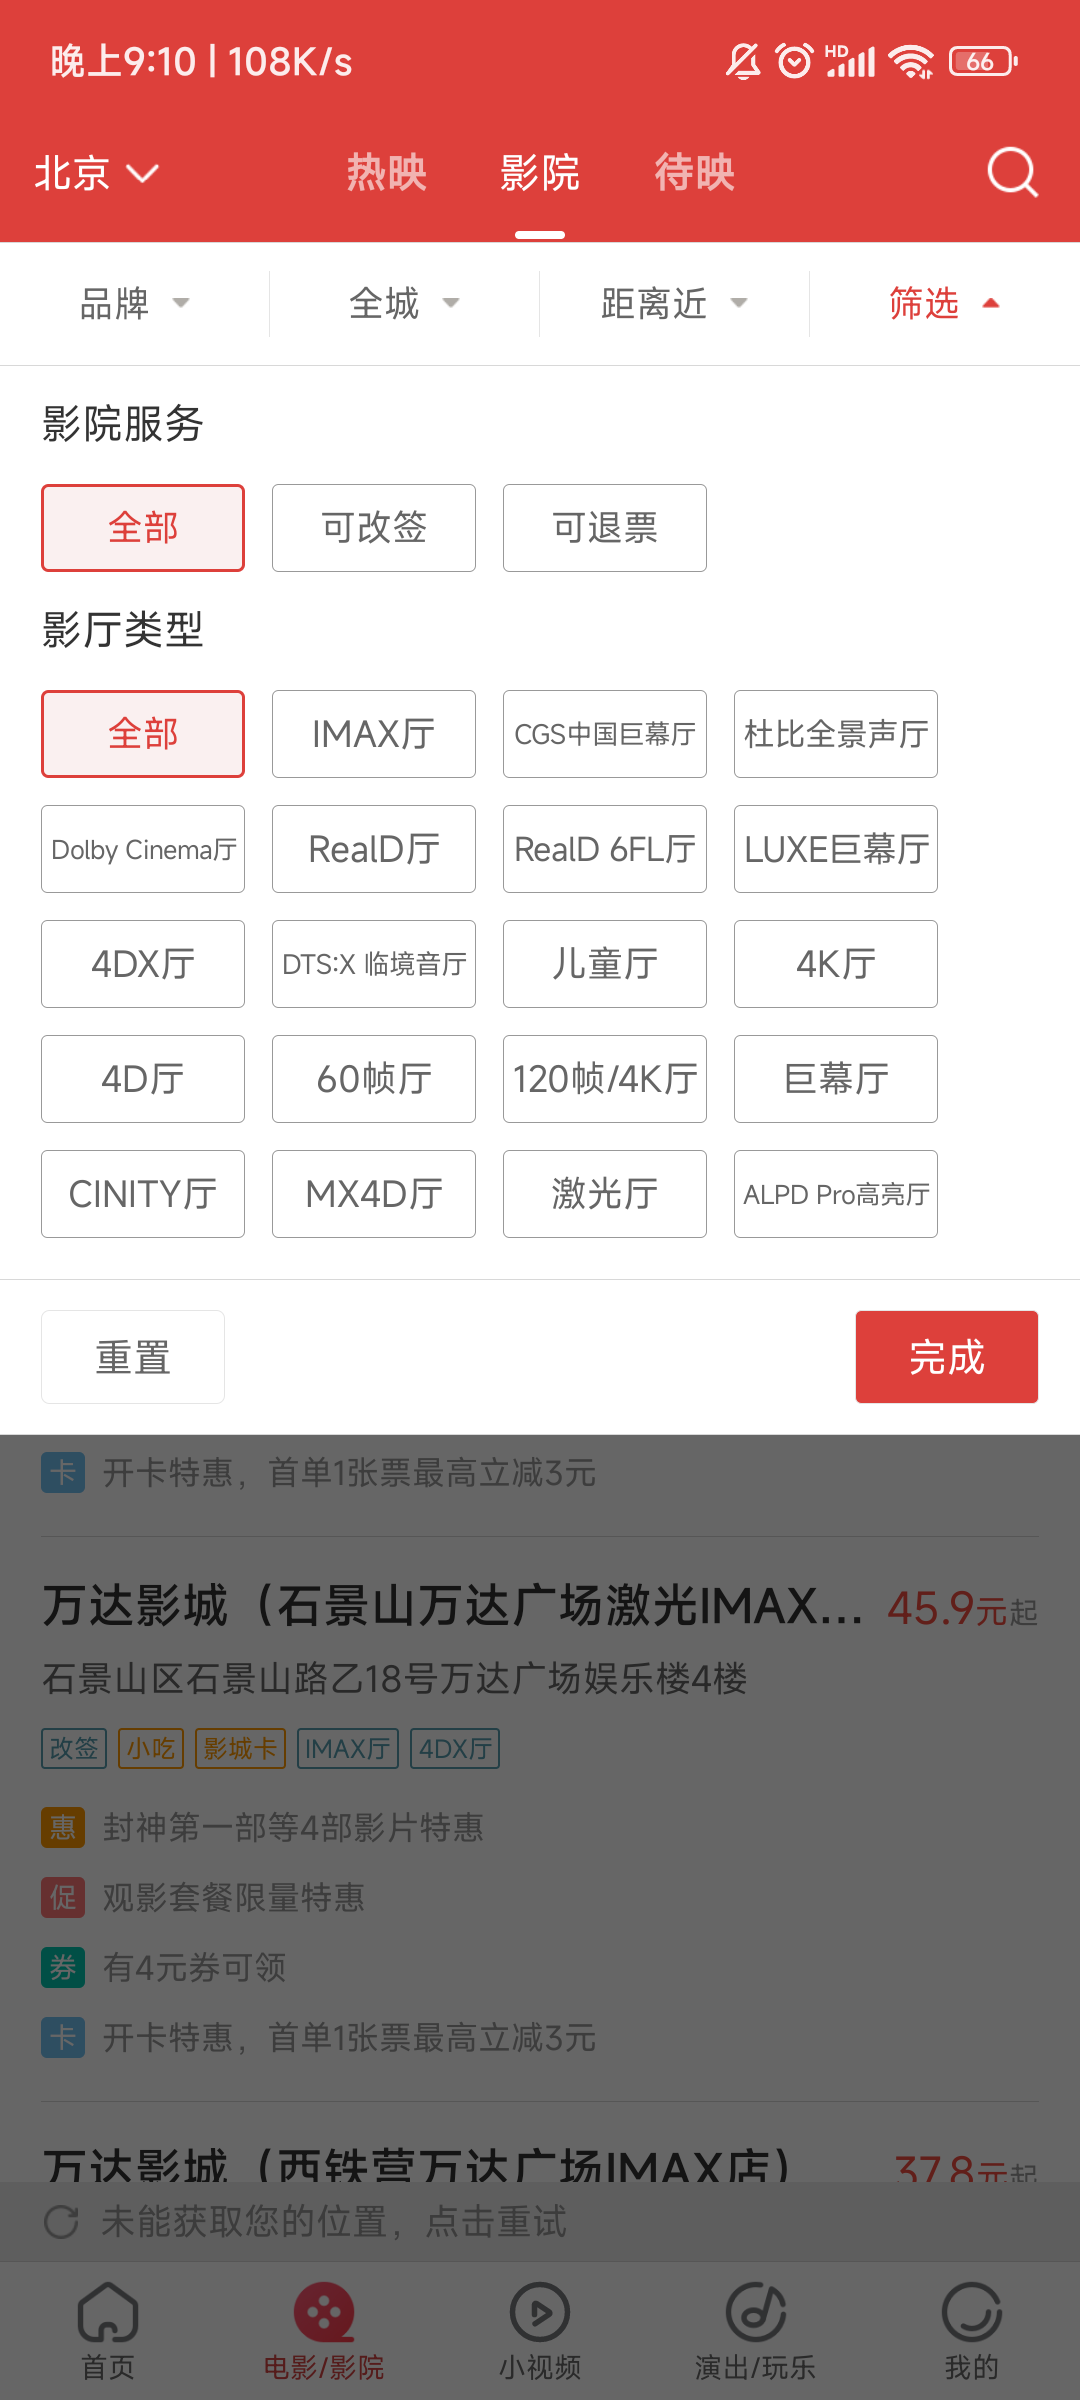 晚上9:10 | 108K/s
HD
66
北京 热映 影院 待映
品牌 全城 距离近 筛选
影院服务
全部 可改签 可退票
影厅类型
全部 IMAX厅 CGS中国巨幕厅 杜比全景声厅
Dolby Cinema厅 RealD厅 RealD 6FL厅 LUXE巨幕厅
4DX厅 DTS:X 临境音厅 儿童厅 4K厅
4D厅 60帧厅 120帧/4K厅 巨幕厅
CINITY厅 MX4D厅 激光厅 ALPD Pro高亮厅
重置 完成
卡 开卡特惠，首单1张票最高立减3元
万达影城（石景山万达广场激光IMAX... 45.9元起
石景山区石景山路乙18号万达广场娱乐楼4楼
改签 小吃 影城卡 IMAX厅 4DX厅
惠 封神第一部等4部影片特惠
促 观影套餐限量特惠
券 有4元券可领
卡 开卡特惠，首单1张票最高立减3元
万达影城（西铁营万达广场IMAX店） 37.8元起
未能获取您的位置，点击重试
首页 电影/影院 小视频 演出/玩乐 我的